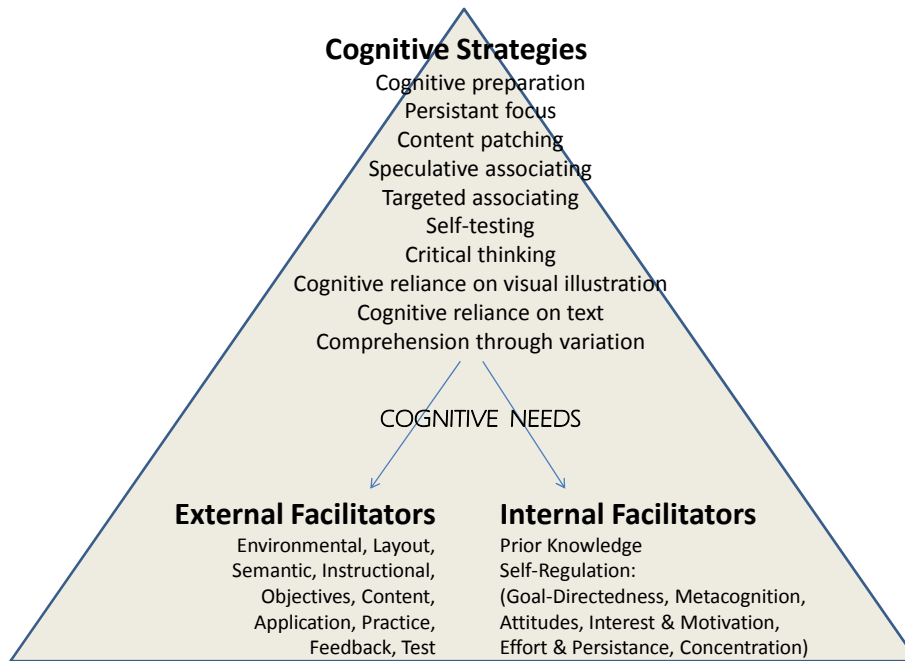 Cognitive Strategies
Cognitive preparation
Persistant focus
Content patching
Speculative associating
Targeted associating
Self-testing
Critical thinking
Cognitive reliance on visual illustration
Cognitive reliance on text
Comprehension through variation
COGNITIVE NEEDS
External Facilitators
Environmental, Layout,
Semantic, Instructional,
Objectives, Content,
Application, Practice,
Feedback, Test
Internal Facilitators
Prior Knowledge
Self-Regulation:
(Goal-Directedness, Metacognition,
Attitudes, Interest & Motivation,
Effort & Persistance, Concentration)